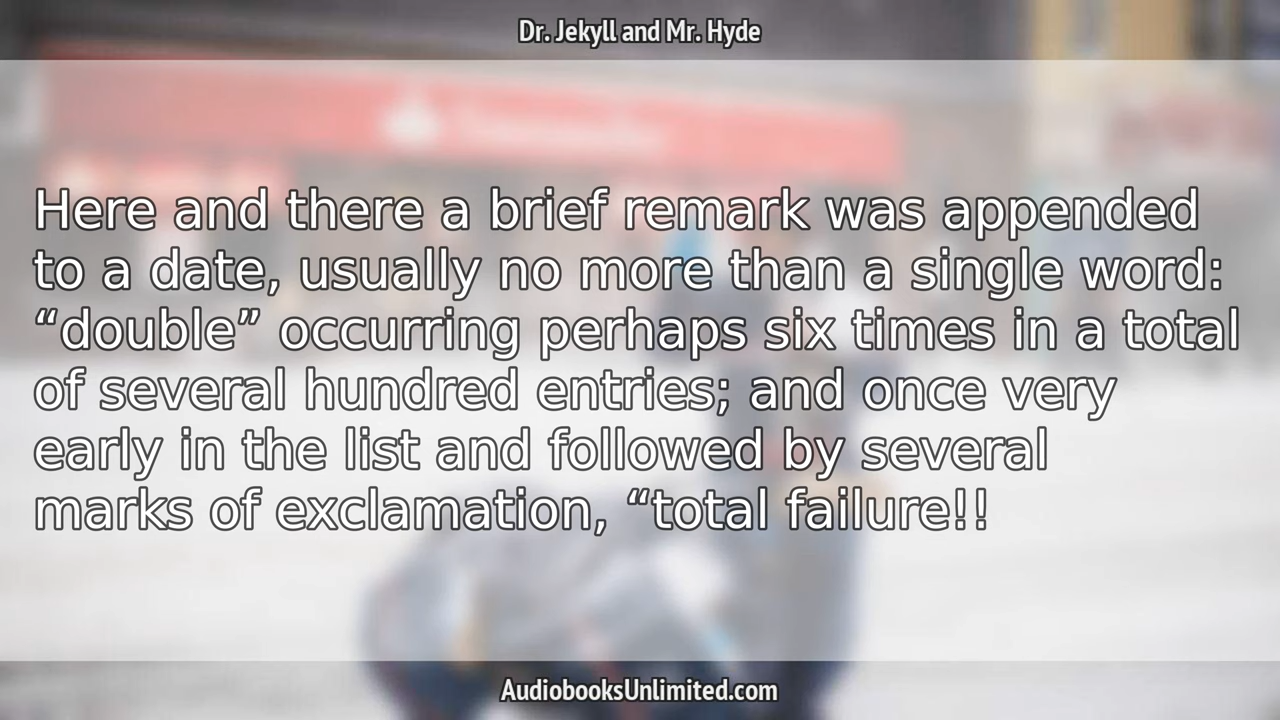 Dr. Jekyll and Mr. Hyde
Here and there a brief remark was appended
to a date, usually no more than a single word:
“double” occurring perhaps six times in a total
of several hundred entries; and once very
early in the list and followed by several
marks of exclamation, “total failure!!
AudiobooksUnlimited.com